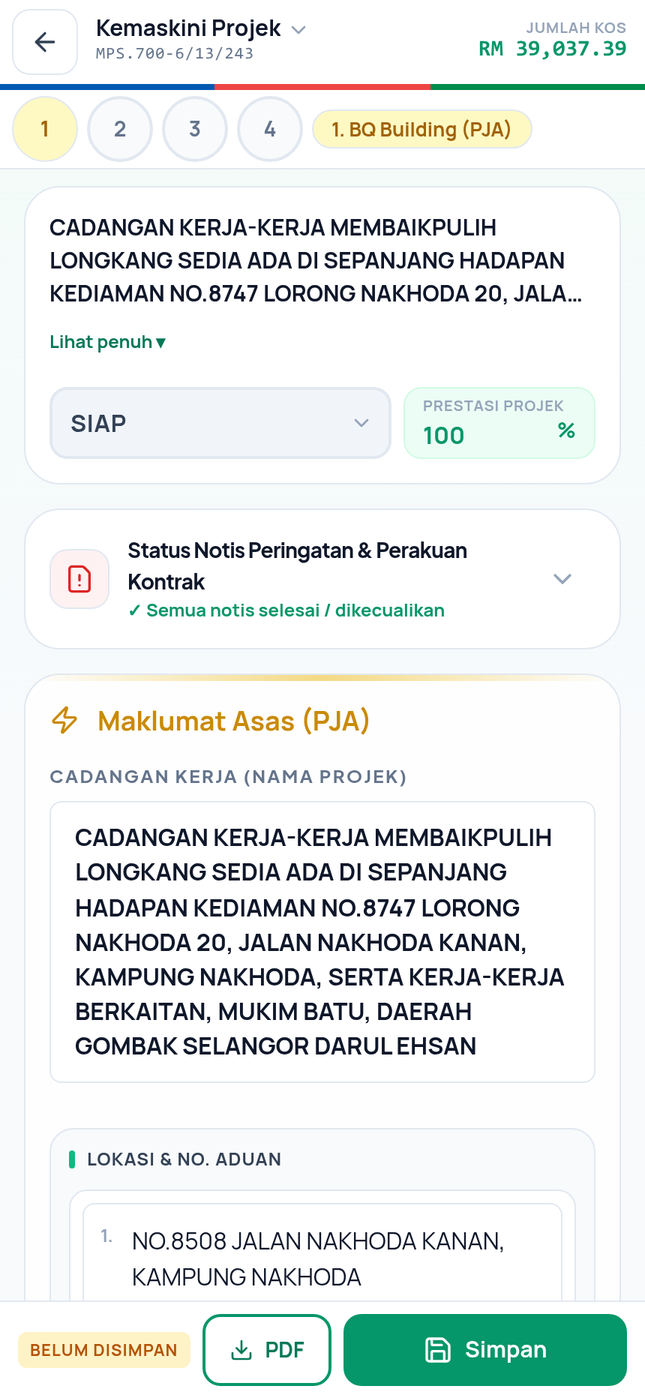 Kemaskini Projek
MPS.700-6/13/243
JUMLAH KOS
RM 39,037.39
1
2
3
4
1. BQ Building (PJA)
CADANGAN KERJA-KERJA MEMBAIKPULIH
LONGKANG SEDIA ADA DI SEPANJANG HADAPAN
KEDIAMAN NO.8747 LORONG NAKHODA 20, JALA...
Lihat penuh ▾
SIAP
PRESTASI PROJEK
100 %
Status Notis Peringatan & Perakuan
Kontrak
✓ Semua notis selesai / dikecualikan
Maklumat Asas (PJA)
CADANGAN KERJA (NAMA PROJEK)
CADANGAN KERJA-KERJA MEMBAIKPULIH
LONGKANG SEDIA ADA DI SEPANJANG
HADAPAN KEDIAMAN NO.8747 LORONG
NAKHODA 20, JALAN NAKHODA KANAN,
KAMPUNG NAKHODA, SERTA KERJA-KERJA
BERKAITAN, MUKIM BATU, DAERAH
GOMBAK SELANGOR DARUL EHSAN
LOKASI & NO. ADUAN
1. NO.8508 JALAN NAKHODA KANAN,
KAMPUNG NAKHODA
BELUM DISIMPAN
PDF
Simpan